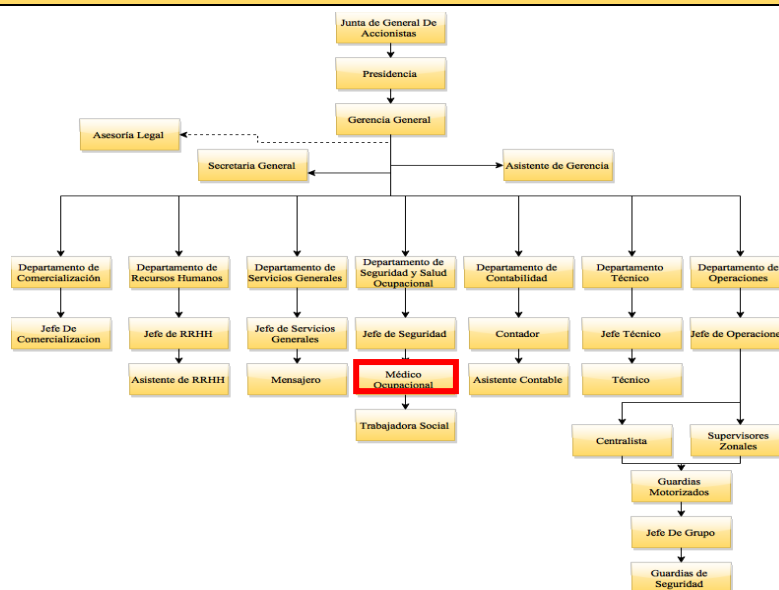 Junta de General De
Accionistas
Presidencia
Gerencia General
Asesoría Legal
Secretaria General
Asistente de Gerencia
Departamento de
Comercialización
Departamento de
Recursos Humanos
Departamento de
Servicios Generales
Departamento de
Seguridad y Salud
Ocupacional
Departamento de
Contabilidad
Departamento
Técnico
Departamento de
Operaciones
Jefe De
Comercializacion
Jefe de RRHH
Jefe de Servicios
Generales
Jefe de Seguridad
Contador
Jefe Técnico
Jefe de Operacione
Asistente de RRHH
Mensajero
Médico
Ocupacional
Asistente Contable
Técnico
Trabajadora Social
Centralista
Supervisores
Zonales
Guardias
Motorizados
Jefe De Grupo
Guardias de
Seguridad